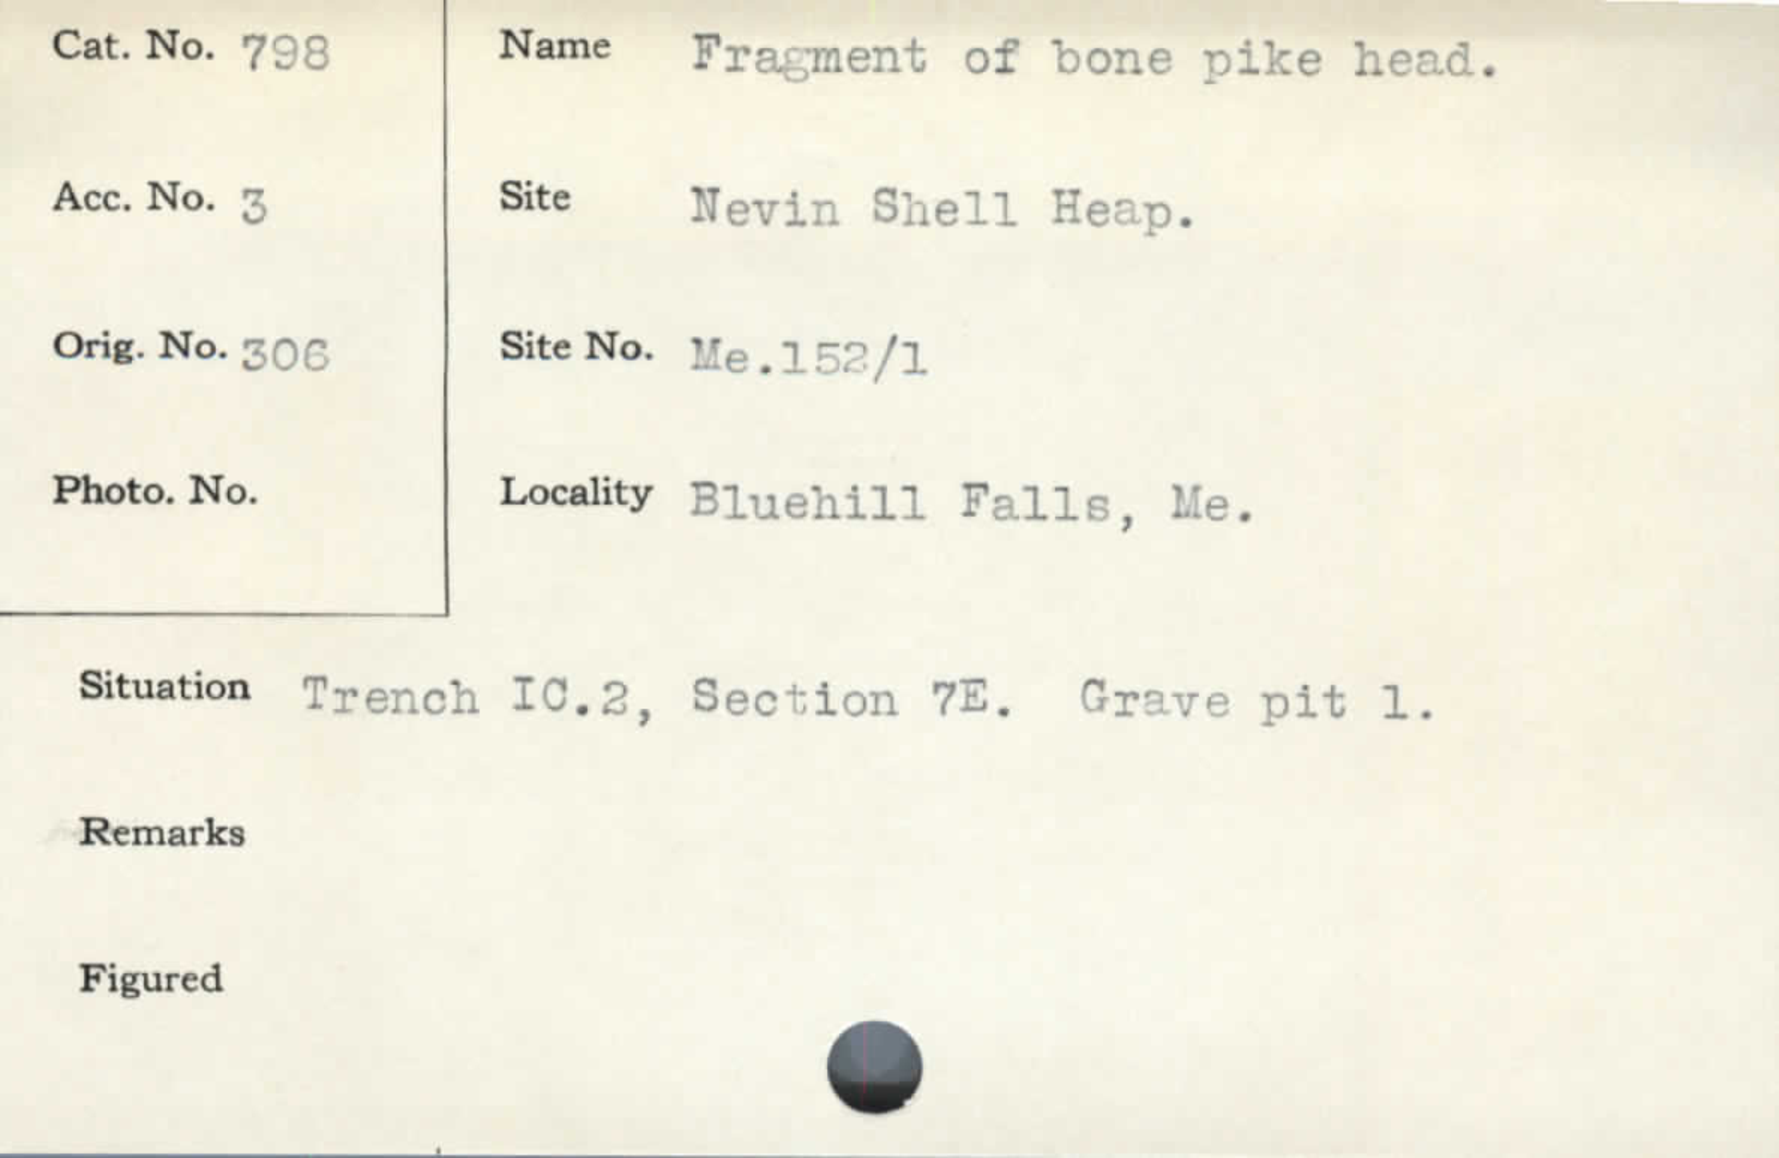 Cat. No. 798
Name Fragment of bone pike head.
Acc. No. 3
Site Nevin Shell Heap.
Orig. No. 306
Site No. Me.152/1
Photo. No.
Locality Bluehill Falls, Me.
Situation Trench IC.2, Section 7E. Grave pit 1.
Remarks
Figured